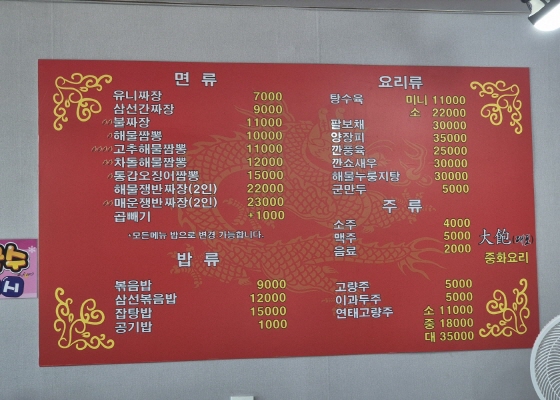 면 류
유니짜장 7000
삼선간짜장 9000
불짜장 11000
해물짬뽕 10000
고추해물짬뽕 11000
차돌해물짬뽕 12000
통갑오징어짬뽕 15000
해물쟁반짜장(2인) 22000
매운쟁반짜장(2인) 23000
곱빼기 +1000
·모든메뉴 밥으로 변경 가능합니다.
밥 류
볶음밥 9000
삼선볶음밥 12000
잡탕밥 15000
공기밥 1000
요리류
탕수육 미니 11000
소 22000
팔보채 30000
양장피 35000
깐풍육 25000
깐쇼새우 30000
해물누룽지탕 30000
군만두 5000
주 류
소주 4000
맥주 5000
음료 2000
고량주 5000
이과두주 5000
연태고량주 소 11000
중 18000
대 35000
大飽
중화요리